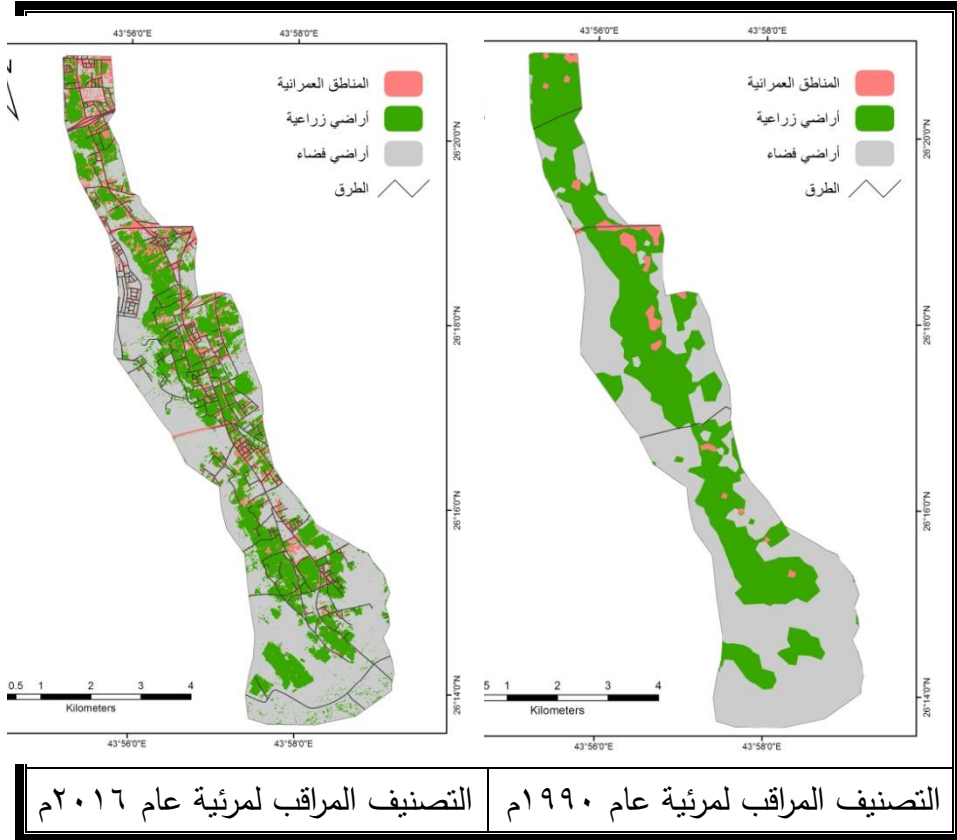 43°56'0"E 43°58'0"E
المناطق العمرانية
أراضي زراعية
أراضي فضاء
الطرق
26°20'0"N
26°18'0"N
26°16'0"N
26°14'0"N
5 1 2 3 4
Kilometers
43°56'0"E 43°58'0"E
التصنيف المراقب لمرئية عام ١٩٩٠م
43°56'0"E 43°58'0"E
N
المناطق العمرانية
أراضي زراعية
أراضي فضاء
الطرق
26°20'0"N
26°18'0"N
26°16'0"N
26°14'0"N
0.5 1 2 3 4
Kilometers
43°56'0"E 43°58'0"E
التصنيف المراقب لمرئية عام ٢٠١٦م